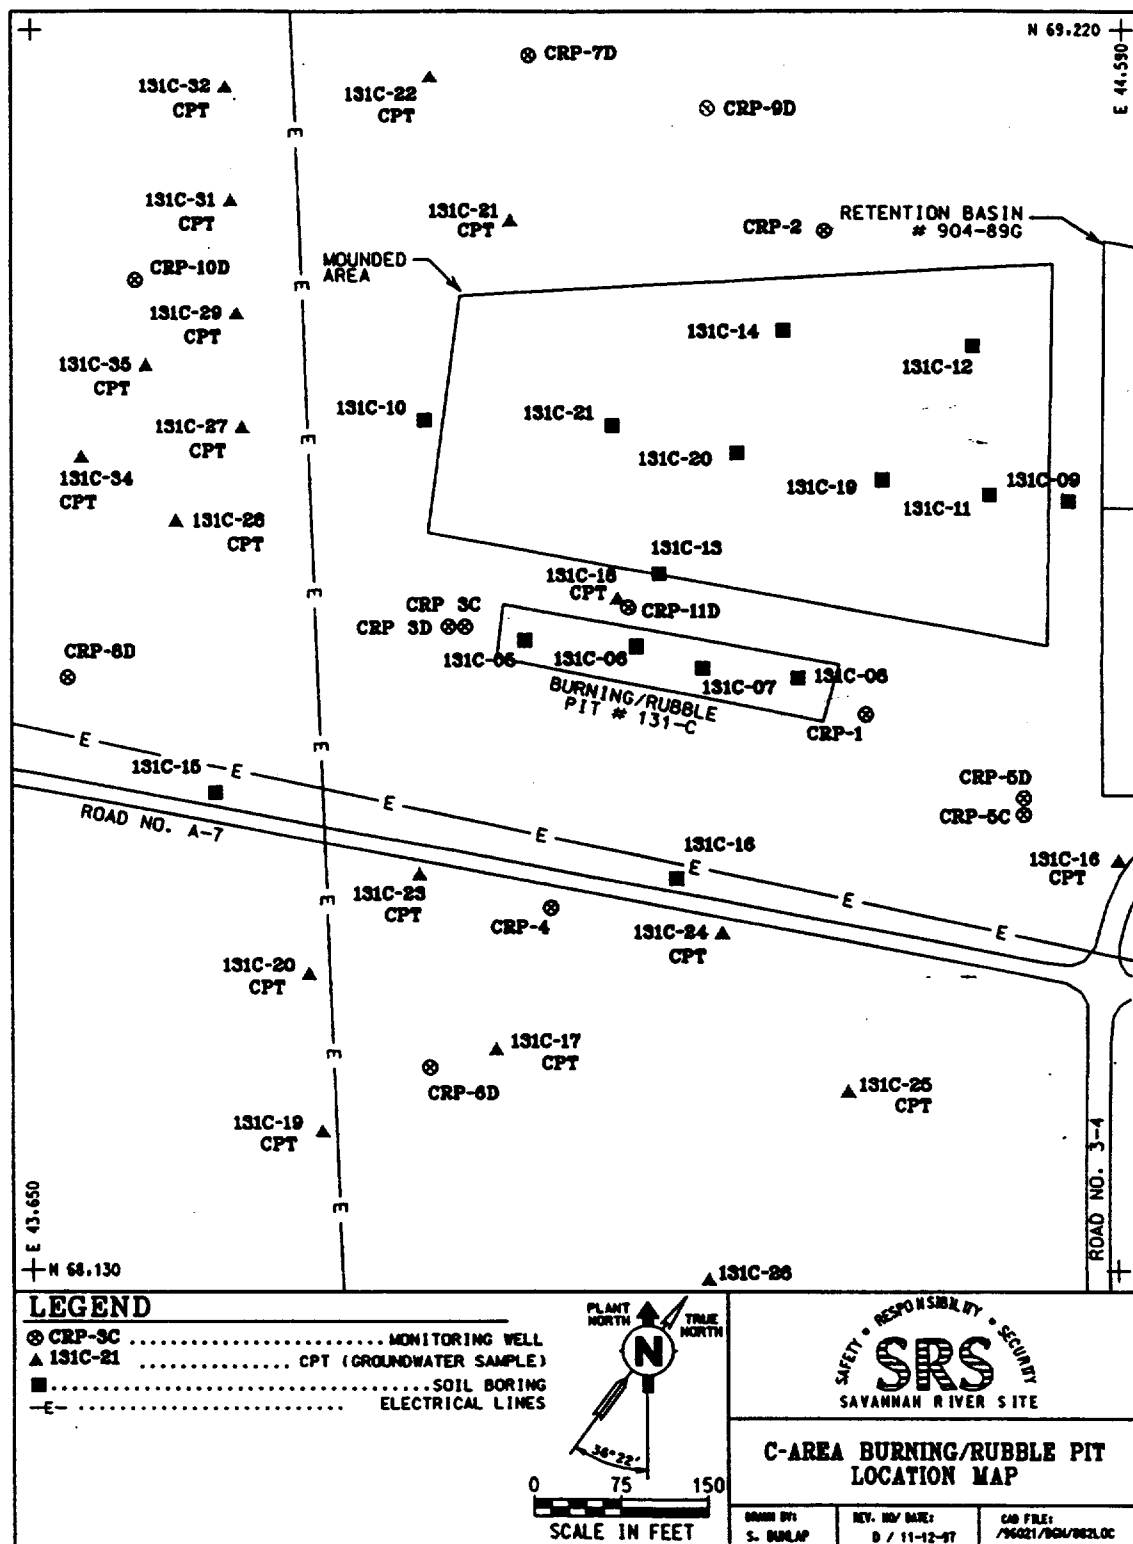 N 69.220
E 44.590
CRP-7D
131C-32
CPT
131C-22
CPT
CRP-9D
E
131C-31
CPT
131C-21
CPT
CRP-2
RETENTION BASIN
# 904-89G
CRP-10D
MOUNDED
AREA
E
131C-29
CPT
131C-14
131C-12
131C-35
CPT
131C-10
131C-21
131C-27
CPT
E
131C-20
131C-34
CPT
131C-19
131C-11
131C-09
131C-28
CPT
131C-13
131C-18
CPT
E
CRP 3C
CRP-11D
CRP 3D
CRP-8D
131C-05
131C-06
131C-07
131C-08
BURNING/RUBBLE
PIT # 131-C
CRP-1
E
E
E
131C-15
CRP-5D
CRP-5C
E
ROAD NO. A-7
E
131C-16
E
131C-16
CPT
131C-23
CPT
E
CRP-4
E
131C-24
CPT
E
131C-20
CPT
131C-17
CPT
E
CRP-6D
131C-25
CPT
131C-19
CPT
E
ROAD NO. 3-4
E 43.650
N 68.130
131C-26
LEGEND
CRP-3C ........................ MONITORING WELL
131C-21 ............... CPT (GROUNDWATER SAMPLE)
................................... SOIL BORING
-E- .......................... ELECTRICAL LINES
PLANT
NORTH
TRUE
NORTH
N
36°22'
0 75 150
SCALE IN FEET
SAFETY • RESPONSIBILITY • SECURITY
SRS
SAVANNAH RIVER SITE
C-AREA BURNING/RUBBLE PIT
LOCATION MAP
DRAWN BY:
S. DUNLAP
REV. NO/ DATE:
D / 11-12-97
CAD FILE: